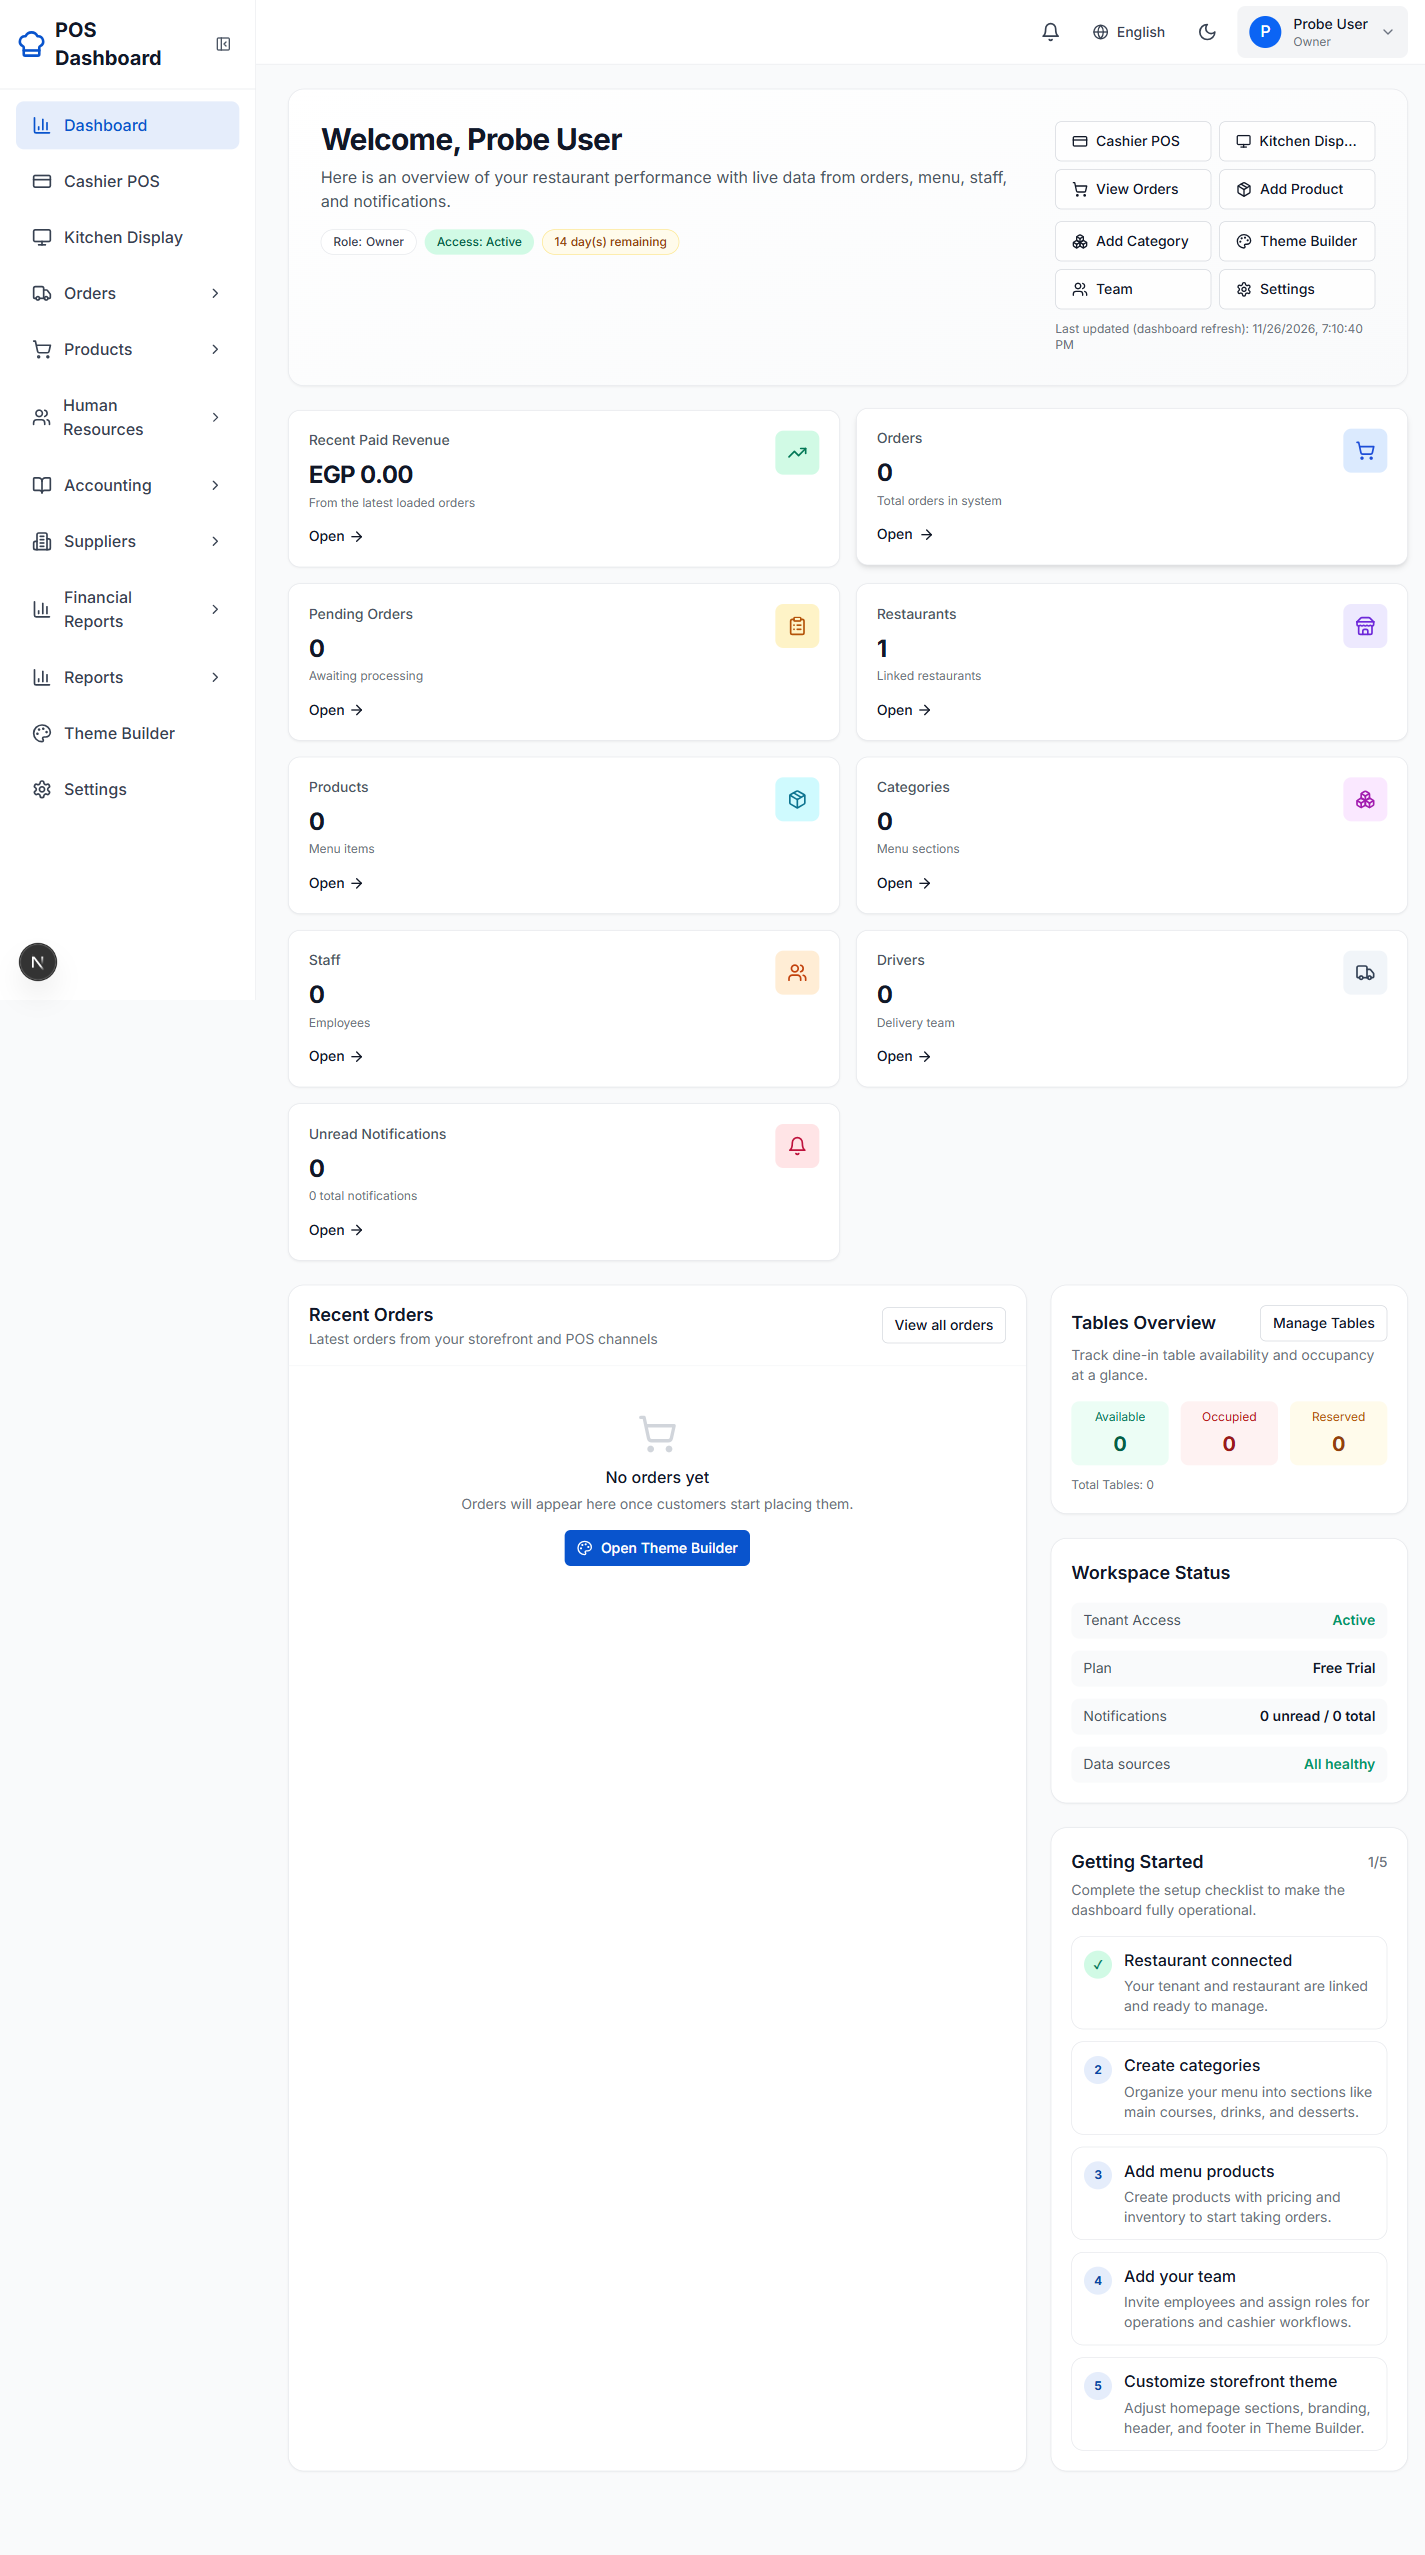 POS
Dashboard
English
P
Probe User
Owner
Dashboard
Cashier POS
Kitchen Display
Orders
Products
Human
Resources
Accounting
Suppliers
Financial
Reports
Reports
Theme Builder
Settings
N
Welcome, Probe User
Here is an overview of your restaurant performance with live data from orders, menu, staff,
and notifications.
Role: Owner
Access: Active
14 day(s) remaining
Cashier POS
Kitchen Disp...
View Orders
Add Product
Add Category
Theme Builder
Team
Settings
Last updated (dashboard refresh): 11/26/2026, 7:10:40
PM
Recent Paid Revenue
EGP 0.00
From the latest loaded orders
Open
Orders
0
Total orders in system
Open
Pending Orders
0
Awaiting processing
Open
Restaurants
1
Linked restaurants
Open
Products
0
Menu items
Open
Categories
0
Menu sections
Open
Staff
0
Employees
Open
Drivers
0
Delivery team
Open
Unread Notifications
0
0 total notifications
Open
Recent Orders
Latest orders from your storefront and POS channels
View all orders
No orders yet
Orders will appear here once customers start placing them.
Open Theme Builder
Tables Overview
Manage Tables
Track dine-in table availability and occupancy
at a glance.
Available
0
Occupied
0
Reserved
0
Total Tables: 0
Workspace Status
Tenant Access
Active
Plan
Free Trial
Notifications
0 unread / 0 total
Data sources
All healthy
Getting Started
1/5
Complete the setup checklist to make the
dashboard fully operational.
✓
Restaurant connected
Your tenant and restaurant are linked
and ready to manage.
2
Create categories
Organize your menu into sections like
main courses, drinks, and desserts.
3
Add menu products
Create products with pricing and
inventory to start taking orders.
4
Add your team
Invite employees and assign roles for
operations and cashier workflows.
5
Customize storefront theme
Adjust homepage sections, branding,
header, and footer in Theme Builder.